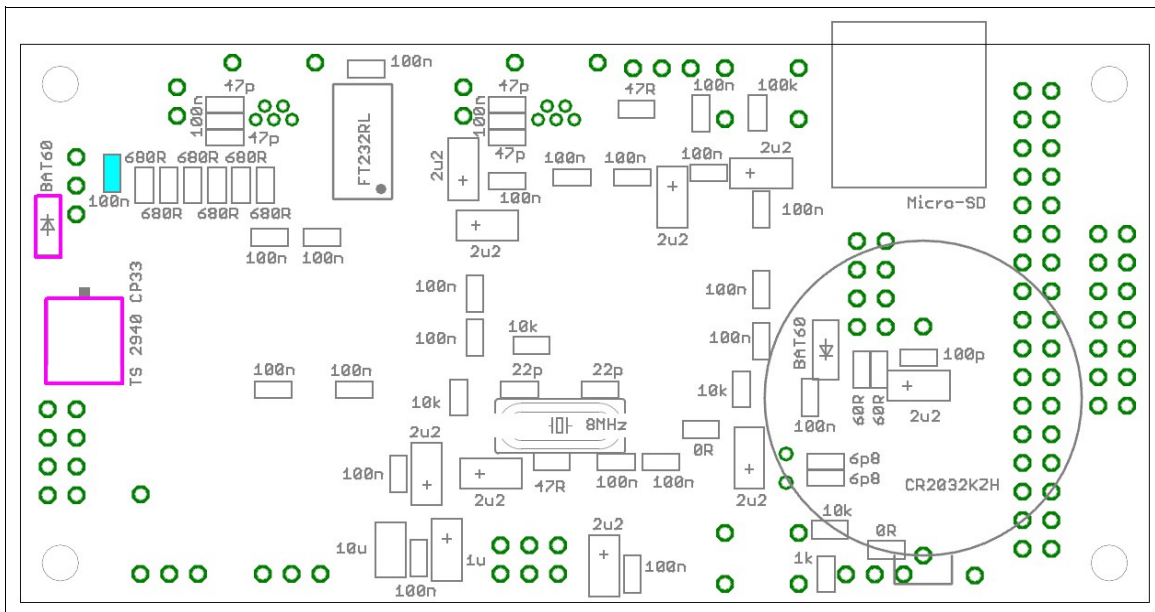 100n
47p
100n
47p
FT232RL
47p
100n
47p
2u2
100n
47R
100n
100k
BAT60
100n
680R 680R 680R
680R 680R 680R
100n 100n
2u2
100n 100n
100n
2u2
2u2
100n
Micro-SD
TS 2940 CP33
100n
100n
10k
100n
100n
BAT60
100p
60R
60R
2u2
100n
100n 100n
10k
22p 22p
8MHz
10k
0R
2u2
100n
2u2
47R
100n 100n
2u2
6p8
6p8
CR2032KZH
10u
100n
1u
2u2
100n
10k
0R
1k